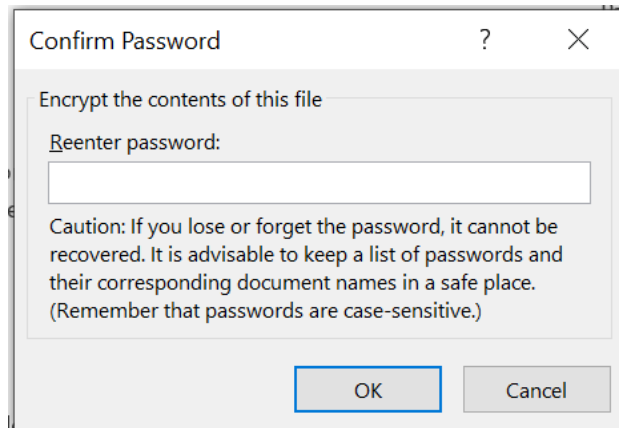 Confirm Password
?
Encrypt the contents of this file
Reenter password:
Caution: If you lose or forget the password, it cannot be
recovered. It is advisable to keep a list of passwords and
their corresponding document names in a safe place.
(Remember that passwords are case-sensitive.)
OK
Cancel